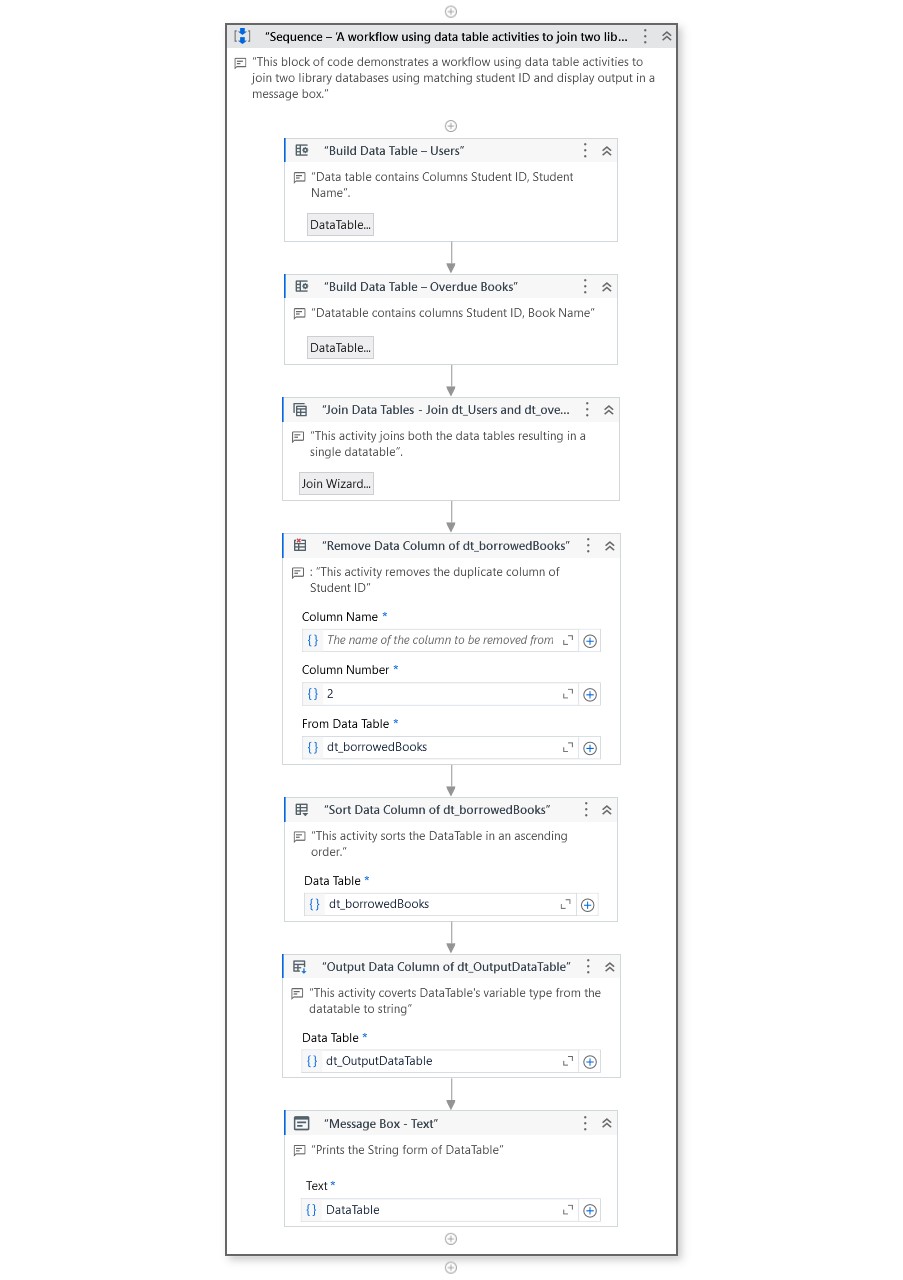 "Sequence – 'A workflow using data table activities to join two lib...
"This block of code demonstrates a workflow using data table activities to
join two library databases using matching student ID and display output in a
message box."
"Build Data Table – Users"
"Data table contains Columns Student ID, Student
Name".
DataTable...
"Build Data Table – Overdue Books"
"Datatable contains columns Student ID, Book Name"
DataTable...
"Join Data Tables - Join dt_Users and dt_ove...
"This activity joins both the data tables resulting in a
single datatable".
Join Wizard...
"Remove Data Column of dt_borrowedBooks"
: "This activity removes the duplicate column of
Student ID"
Column Name *
{} The name of the column to be removed from
Column Number *
{} 2
From Data Table *
{} dt_borrowedBooks
"Sort Data Column of dt_borrowedBooks"
"This activity sorts the DataTable in an ascending
order."
Data Table *
{} dt_borrowedBooks
"Output Data Column of dt_OutputDataTable"
"This activity coverts DataTable's variable type from the
datatable to string"
Data Table *
{} dt_OutputDataTable
"Message Box - Text"
"Prints the String form of DataTable"
Text *
{} DataTable